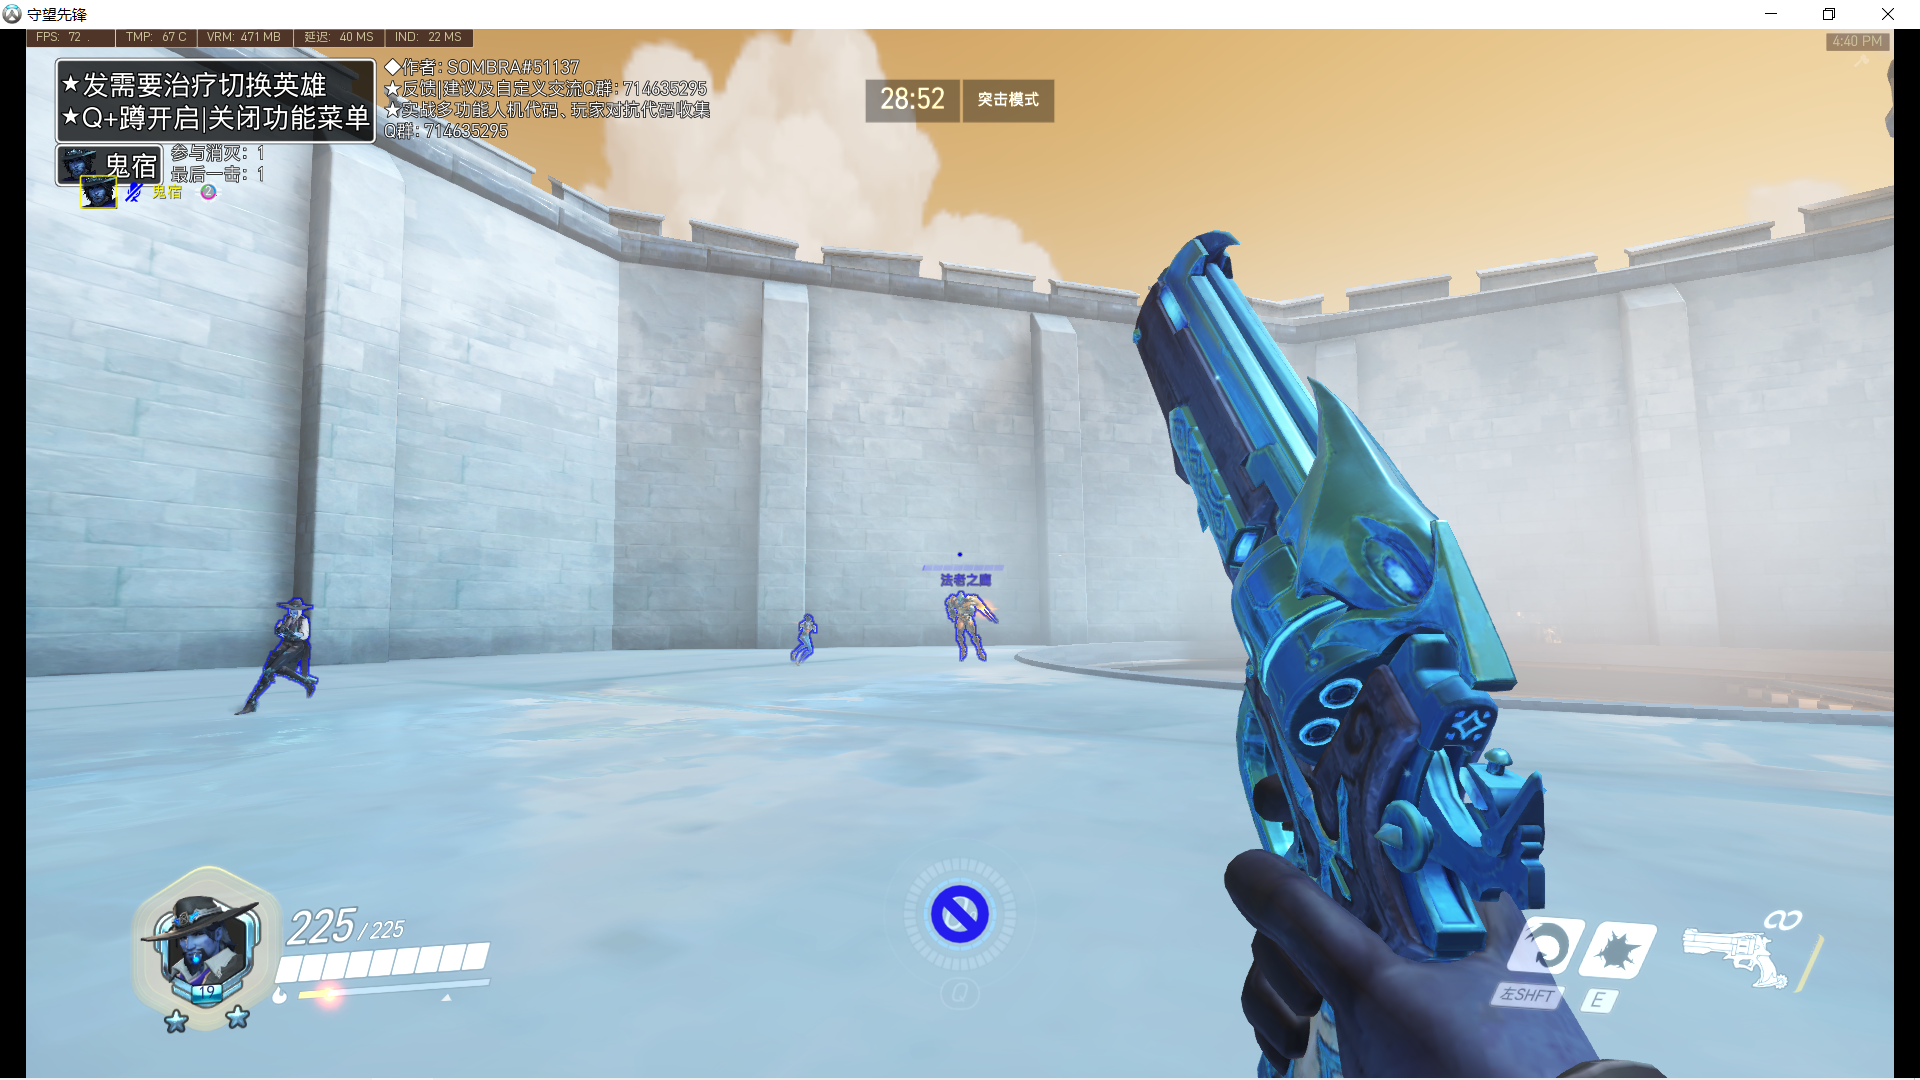 守望先锋
FPS: 72 .
TMP: 67 C
VRM: 471 MB
延迟: 40 MS
IND: 22 MS
4:40 PM
★发需要治疗切换英雄
★Q+蹲开启|关闭功能菜单
◆作者: SOMBRA#51137
★反馈|建议及自定义交流Q群: 714635295
★实战多功能人机代码、玩家对抗代码收集
Q群: 714635295
28:52
突击模式
鬼宿
参与消灭: 1
最后一击: 1
鬼宿
2
法老之鹰
225/225
19
Q
左SHFT
E